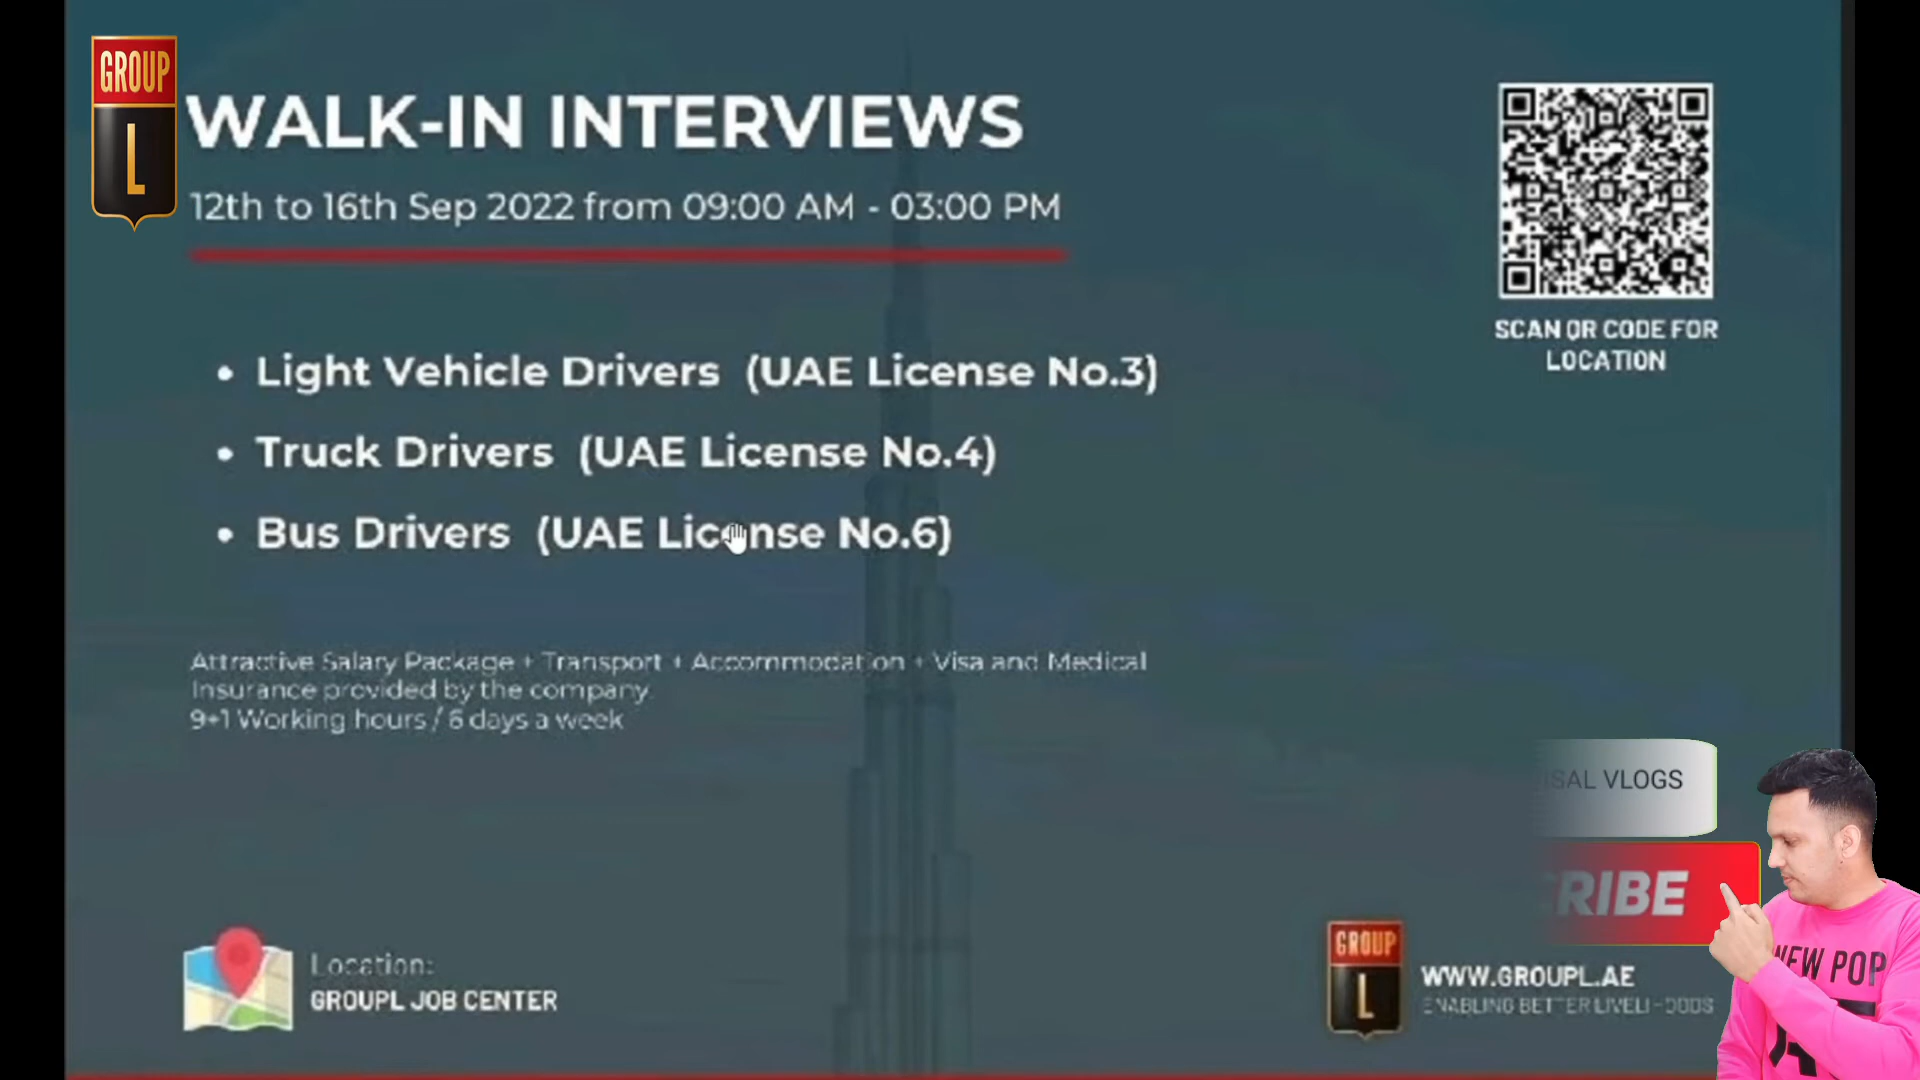 GROUP
L
WALK-IN INTERVIEWS
12th to 16th Sep 2022 from 09:00 AM - 03:00 PM
SCAN QR CODE FOR
LOCATION
• Light Vehicle Drivers (UAE License No.3)
• Truck Drivers (UAE License No.4)
• Bus Drivers (UAE License No.6)
Attractive Salary Package + Transport + Accommodation + Visa and Medical
Insurance provided by the company
9+1 Working hours / 6 days a week
VLOGS
Location:
GROUPL JOB CENTER
GROUP
L
WWW.GROUPL.AE
ENABLING BETTER LIVELIHOODS
NEW POP